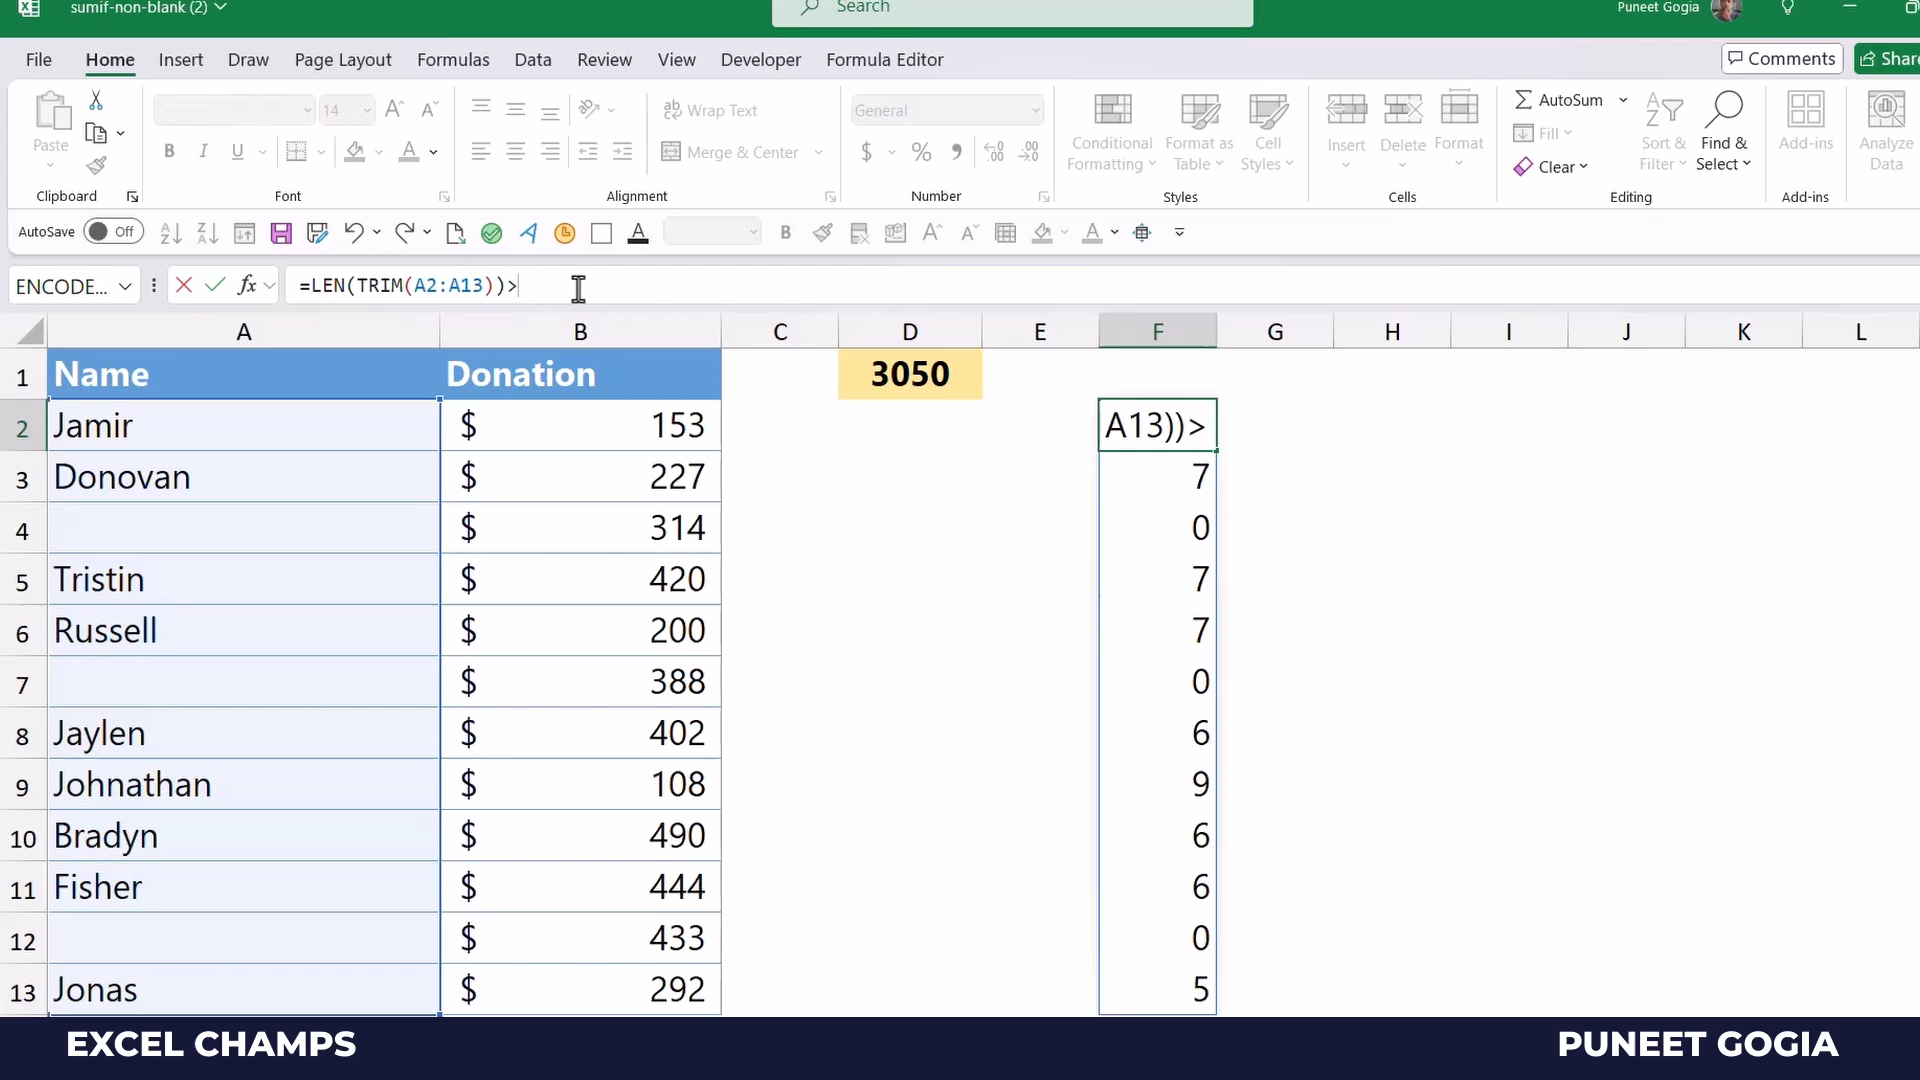 sumif-non-blank (2)
Search
Puneet Gogia
File Home Insert Draw Page Layout Formulas Data Review View Developer Formula Editor
Comments
Share
Paste
Clipboard
14
B I U
Font
Wrap Text
Merge & Center
Alignment
General
$ % ,
Number
Conditional Formatting
Format as Table
Cell Styles
Styles
Insert
Delete
Format
Cells
AutoSum
Fill
Clear
Sort & Filter
Find & Select
Editing
Add-ins
Add-ins
Analyze Data
AutoSave Off
B
ENCODE...
fx
=LEN(TRIM(A2:A13))>
A B C D E F G H I J K L
1 Name Donation 3050
2 Jamir $ 153 A13))>
3 Donovan $ 227 7
4 $ 314 0
5 Tristin $ 420 7
6 Russell $ 200 7
7 $ 388 0
8 Jaylen $ 402 6
9 Johnathan $ 108 9
10 Bradyn $ 490 6
11 Fisher $ 444 6
12 $ 433 0
13 Jonas $ 292 5
EXCEL CHAMPS
PUNEET GOGIA